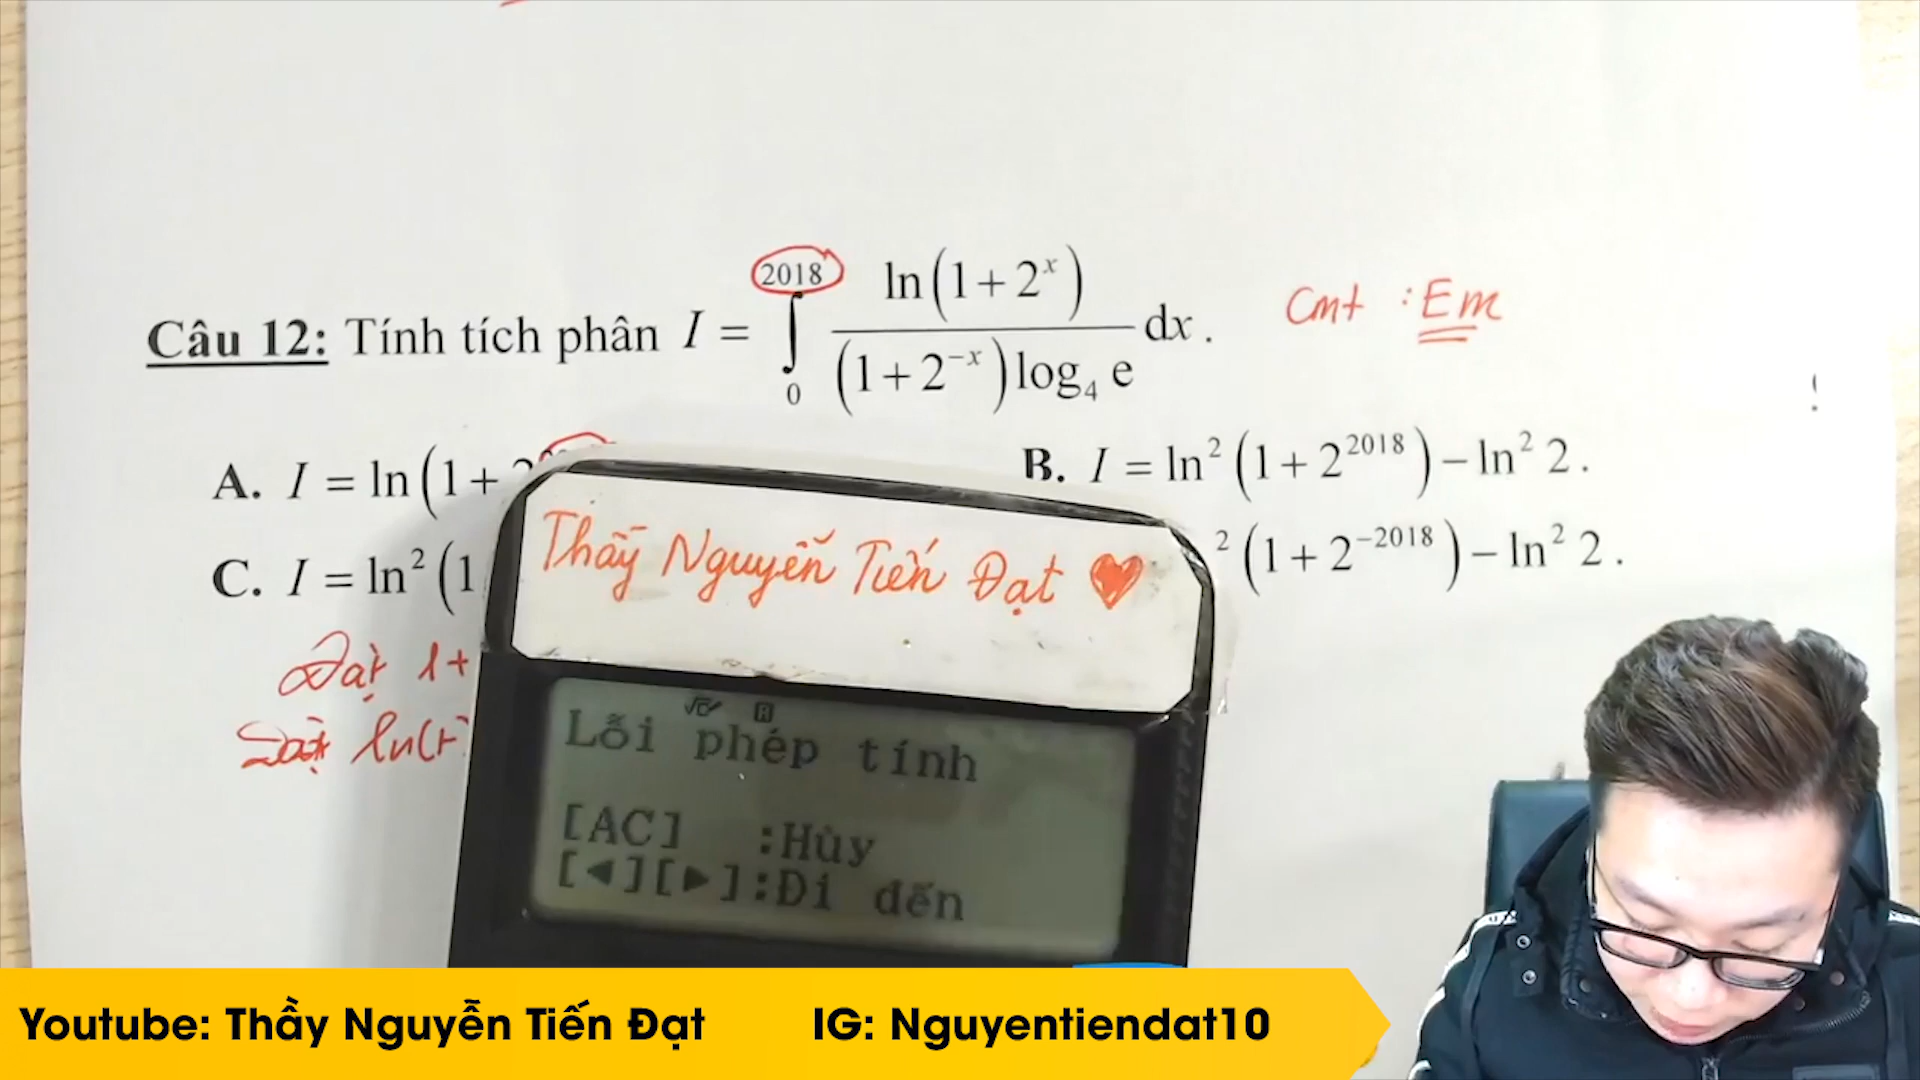 Câu 12: Tính tích phân I = ∫₀²⁰¹⁸ ln(1+2ˣ) / ((1+2⁻ˣ)log₄ e) dx .
Cmt : Em
A. I = ln(1+
B. I = ln²(1+2²⁰¹⁸) − ln² 2 .
C. I = ln²(1
²(1+2⁻²⁰¹⁸) − ln² 2 .
Thầy Nguyễn Tiến Đạt
Đặt 1+
ln(1
Lỗi phép tính
[AC] :Hủy
[◄][►]:Đi đến
Youtube: Thầy Nguyễn Tiến Đạt
IG: Nguyentiendat10